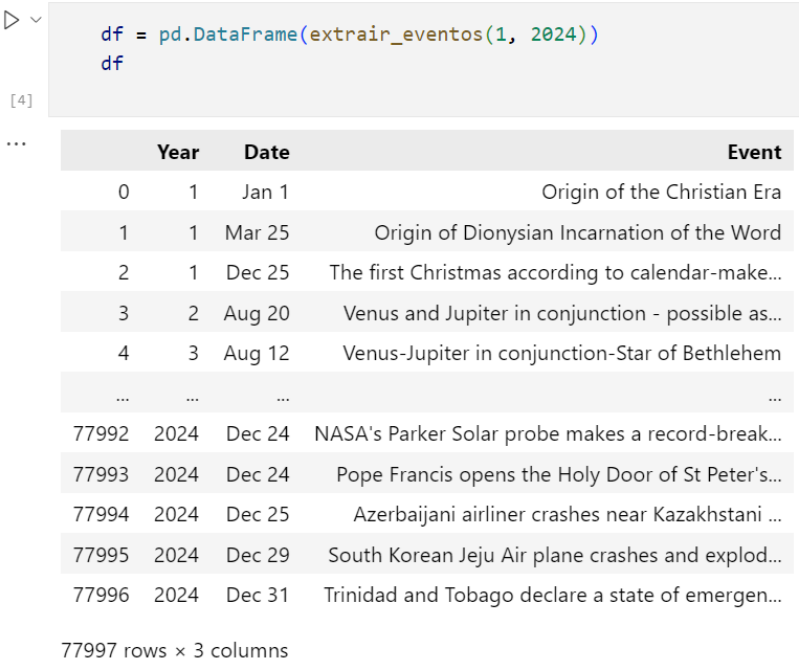 df = pd.DataFrame(extrair_eventos(1, 2024))
df
[4]
...
Year Date Event
0 1 Jan 1 Origin of the Christian Era
1 1 Mar 25 Origin of Dionysian Incarnation of the Word
2 1 Dec 25 The first Christmas according to calendar-make...
3 2 Aug 20 Venus and Jupiter in conjunction - possible as...
4 3 Aug 12 Venus-Jupiter in conjunction-Star of Bethlehem
... ... ... ...
77992 2024 Dec 24 NASA's Parker Solar probe makes a record-break...
77993 2024 Dec 24 Pope Francis opens the Holy Door of St Peter's...
77994 2024 Dec 25 Azerbaijani airliner crashes near Kazakhstani ...
77995 2024 Dec 29 South Korean Jeju Air plane crashes and explod...
77996 2024 Dec 31 Trinidad and Tobago declare a state of emergen...
77997 rows × 3 columns